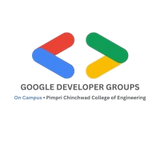 GOOGLE DEVELOPER GROUPS
On Campus • Pimpri Chinchwad College of Engineering